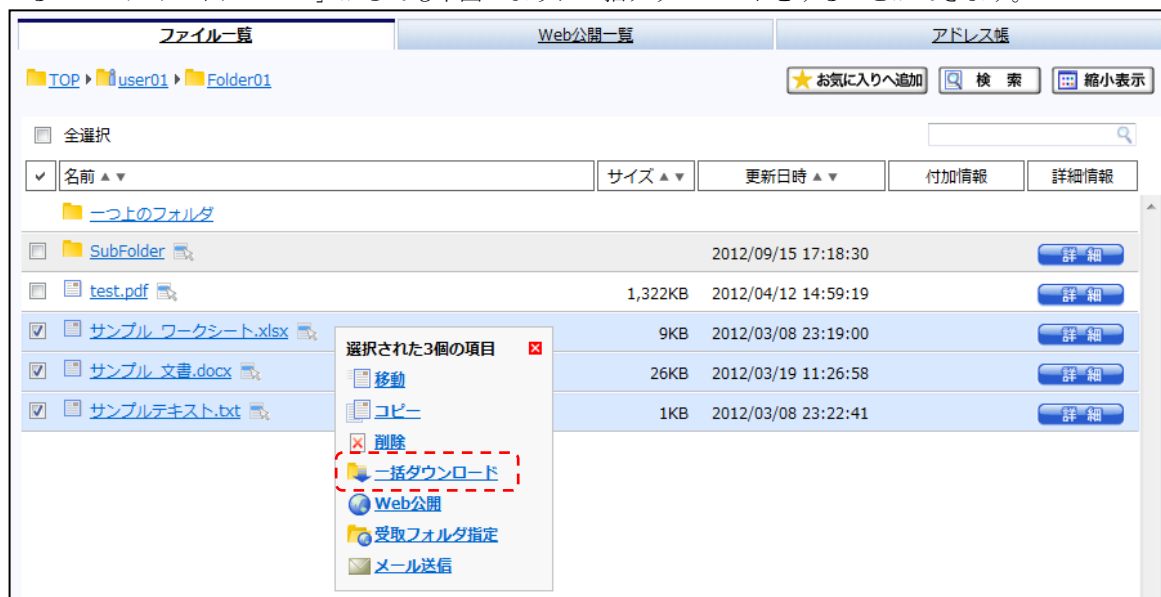 ファイル一覧 Web公開一覧 アドレス帳
TOP user01 Folder01 お気に入りへ追加 検 索 縮小表示
全選択
名前 ▲ ▼ サイズ ▲ ▼ 更新日時 ▲ ▼ 付加情報 詳細情報
一つ上のフォルダ
SubFolder 2012/09/15 17:18:30 詳 細
test.pdf 1,322KB 2012/04/12 14:59:19 詳 細
サンプル ワークシート.xlsx 9KB 2012/03/08 23:19:00 詳 細
サンプル 文書.docx 26KB 2012/03/19 11:26:58 詳 細
サンプルテキスト.txt 1KB 2012/03/08 23:22:41 詳 細
選択された3個の項目
移動
コピー
削除
一括ダウンロード
Web公開
受取フォルダ指定
メール送信